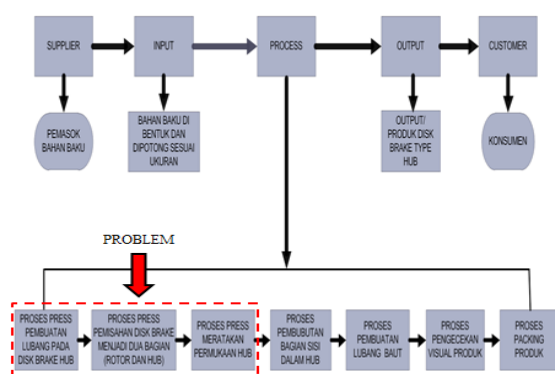 SUPPLIER
INPUT
PROCESS
OUTPUT
CUSTOMER
PEMASOK
BAHAN BAKU
BAHAN BAKU DI
BENTUK DAN
DIPOTONG SESUAI
UKURAN
OUTPUT/
PRODUK DISK
BRAKE TYPE
HUB
KONSUMEN
PROBLEM
PROSES PRESS
PEMBUATAN
LUBANG PADA
DISK BRAKE HUB
PROSES PRESS
PEMISAHAN DISK BRAKE
MENJADI DUA BAGIAN
(ROTOR DAN HUB)
PROSES PRESS
MERATAKAN
PERMUKAAN HUB
PROSES
PEMBUBUTAN
BAGIAN SISI
DALAM HUB
PROSES
PEMBUATAN
LUBANG BAUT
PROSES
PENGECEKAN
VISUAL PRODUK
PROSES
PACKING
PRODUK